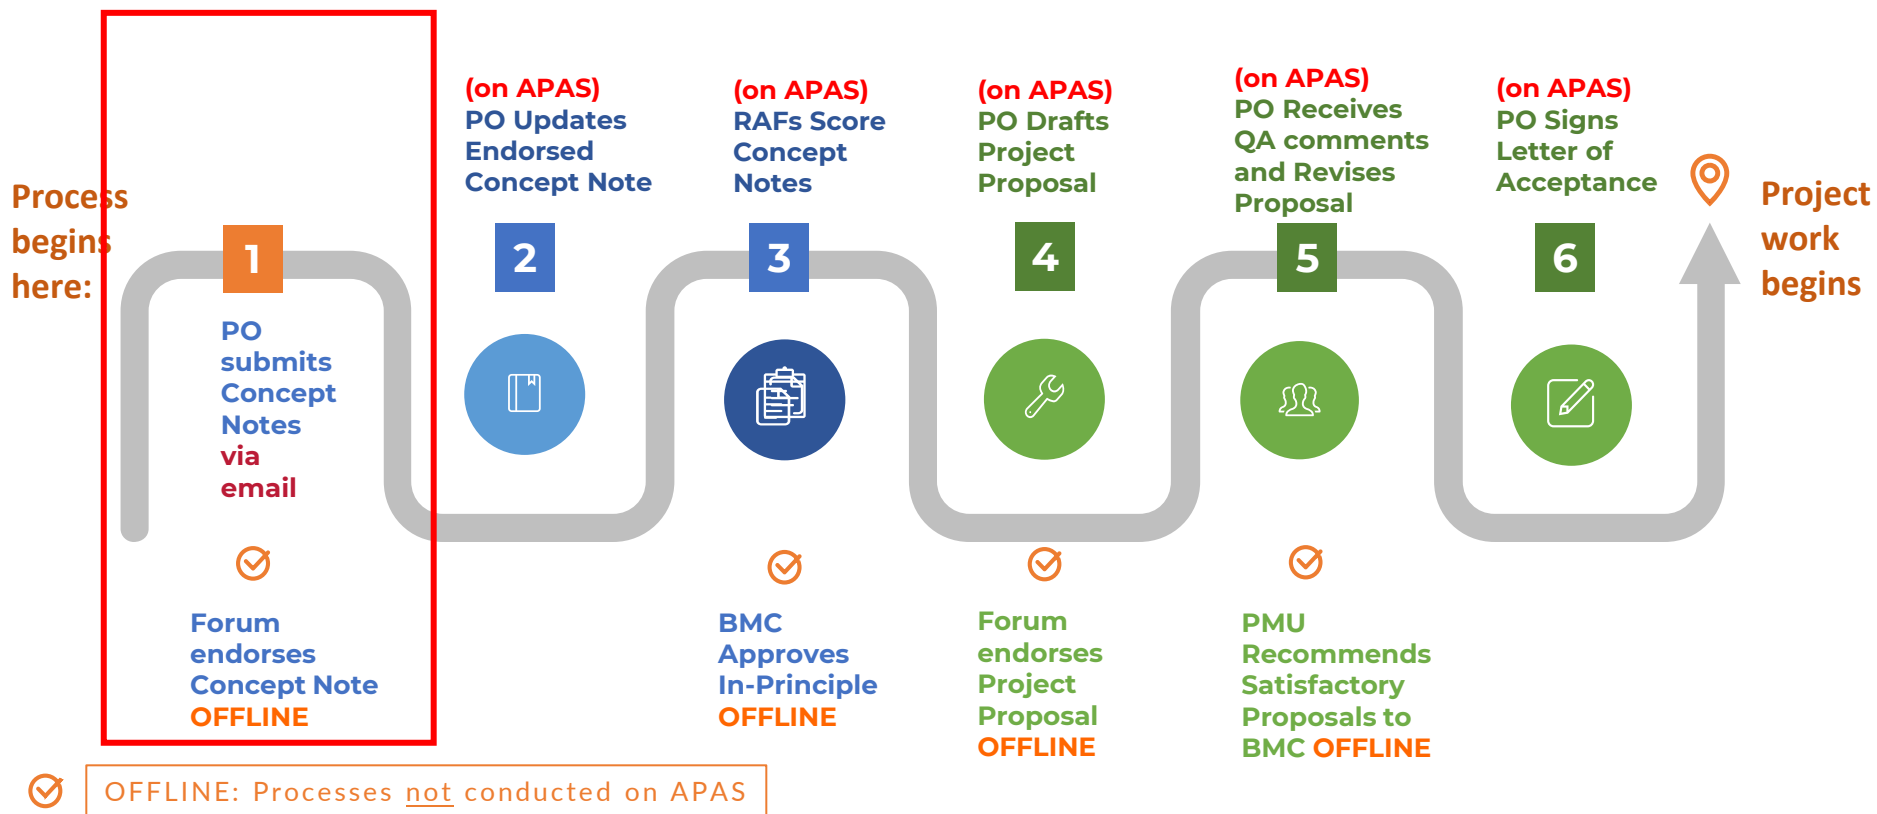 Process
begins
here:
1
PO
submits
Concept
Notes
via
email
Forum
endorses
Concept Note
OFFLINE
(on APAS)
PO Updates
Endorsed
Concept Note
2
(on APAS)
RAFs Score
Concept
Notes
3
BMC
Approves
In-Principle
OFFLINE
(on APAS)
PO Drafts
Project
Proposal
4
Forum
endorses
Project
Proposal
OFFLINE
(on APAS)
PO Receives
QA comments
and Revises
Proposal
5
PMU
Recommends
Satisfactory
Proposals to
BMC OFFLINE
(on APAS)
PO Signs
Letter of
Acceptance
6
Project
work
begins
OFFLINE: Processes not conducted on APAS